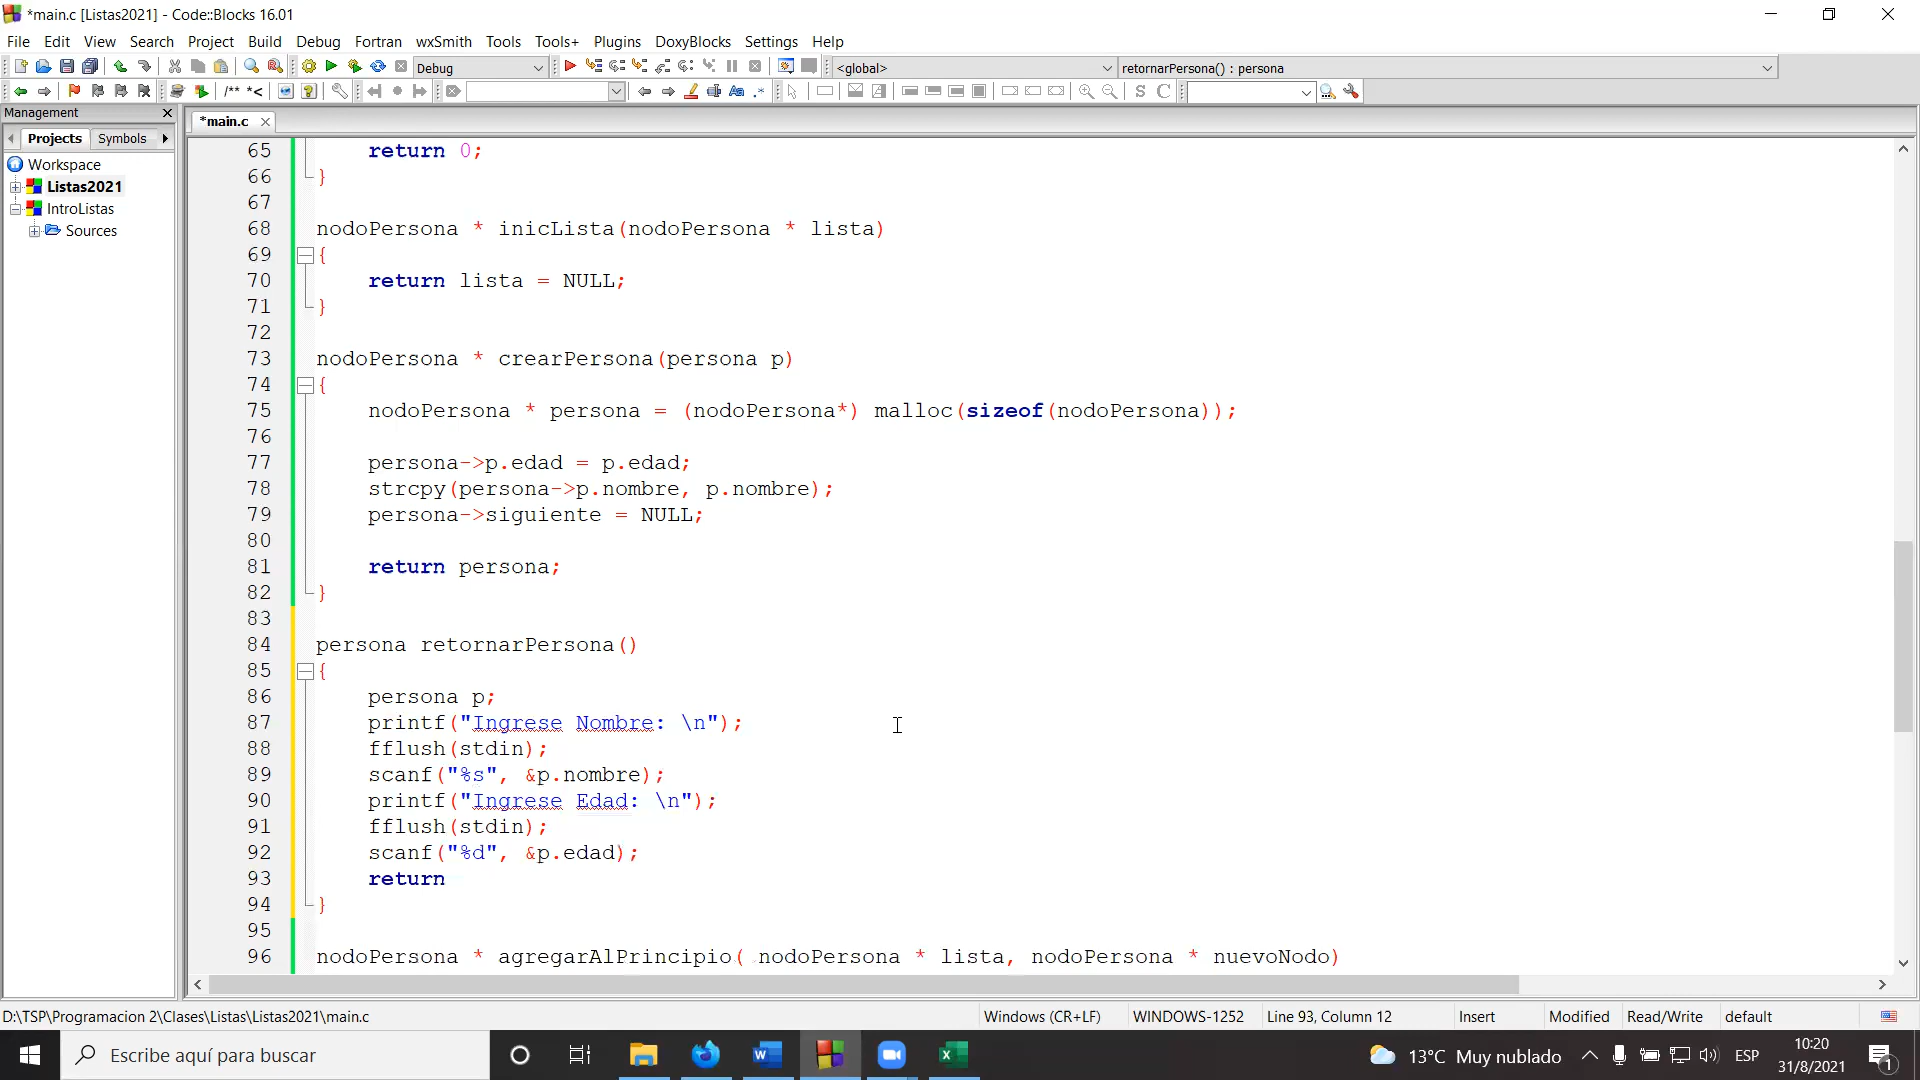 *main.c [Listas2021] - Code::Blocks 16.01
File Edit View Search Project Build Debug Fortran wxSmith Tools Tools+ Plugins DoxyBlocks Settings Help
Debug <global> retornarPersona() : persona
/** *<
Management
Projects Symbols
*main.c
Workspace
Listas2021
IntroListas
Sources
65 return 0;
66 }
67
68 nodoPersona * inicLista(nodoPersona * lista)
69 {
70 return lista = NULL;
71 }
72
73 nodoPersona * crearPersona(persona p)
74 {
75 nodoPersona * persona = (nodoPersona*) malloc(sizeof(nodoPersona));
76
77 persona->p.edad = p.edad;
78 strcpy(persona->p.nombre, p.nombre);
79 persona->siguiente = NULL;
80
81 return persona;
82 }
83
84 persona retornarPersona()
85 {
86 persona p;
87 printf("Ingrese Nombre: \n");
88 fflush(stdin);
89 scanf("%s", &p.nombre);
90 printf("Ingrese Edad: \n");
91 fflush(stdin);
92 scanf("%d", &p.edad);
93 return
94 }
95
96 nodoPersona * agregarAlPrincipio( nodoPersona * lista, nodoPersona * nuevoNodo)
D:\TSP\Programacion 2\Clases\Listas\Listas2021\main.c Windows (CR+LF) WINDOWS-1252 Line 93, Column 12 Insert Modified Read/Write default
Escribe aquí para buscar
13°C Muy nublado ESP
10:20
31/8/2021
1